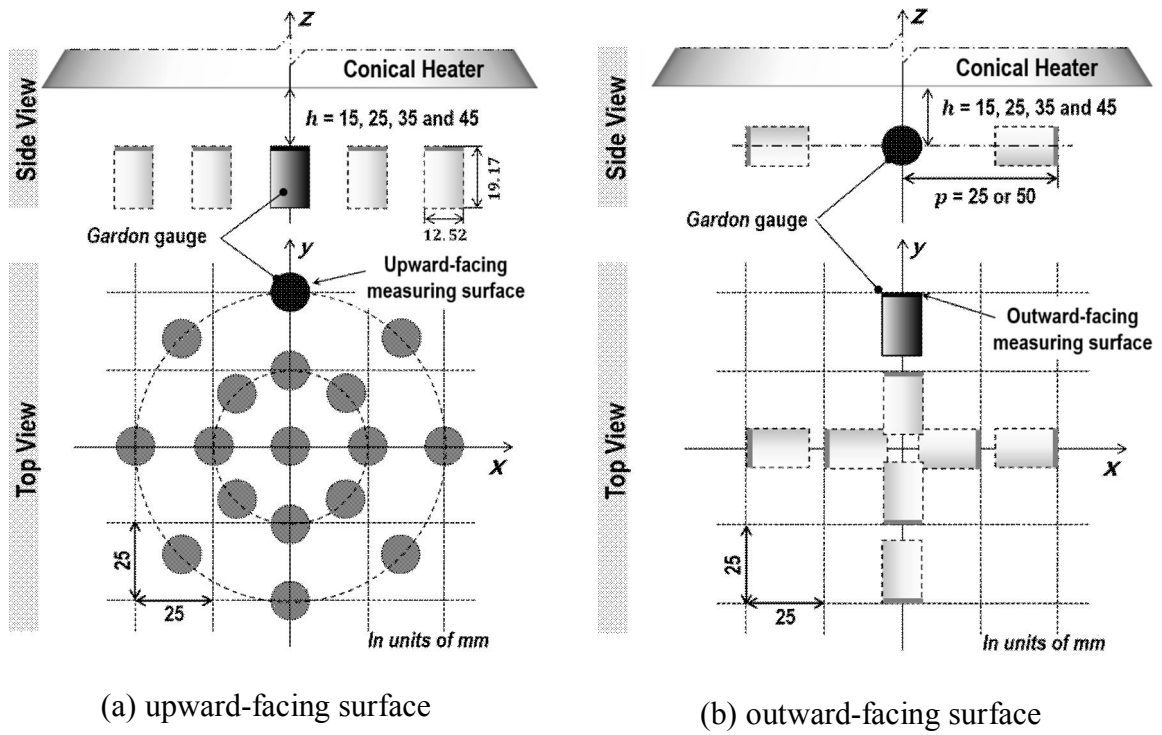 Side View
z
Conical Heater
h = 15, 25, 35 and 45
19.17
12.52
Gardon gauge
Top View
y
Upward-facing
measuring surface
x
25
25
In units of mm
(a) upward-facing surface
Side View
z
Conical Heater
h = 15, 25, 35 and 45
p = 25 or 50
Gardon gauge
Top View
y
Outward-facing
measuring surface
x
25
25
In units of mm
(b) outward-facing surface